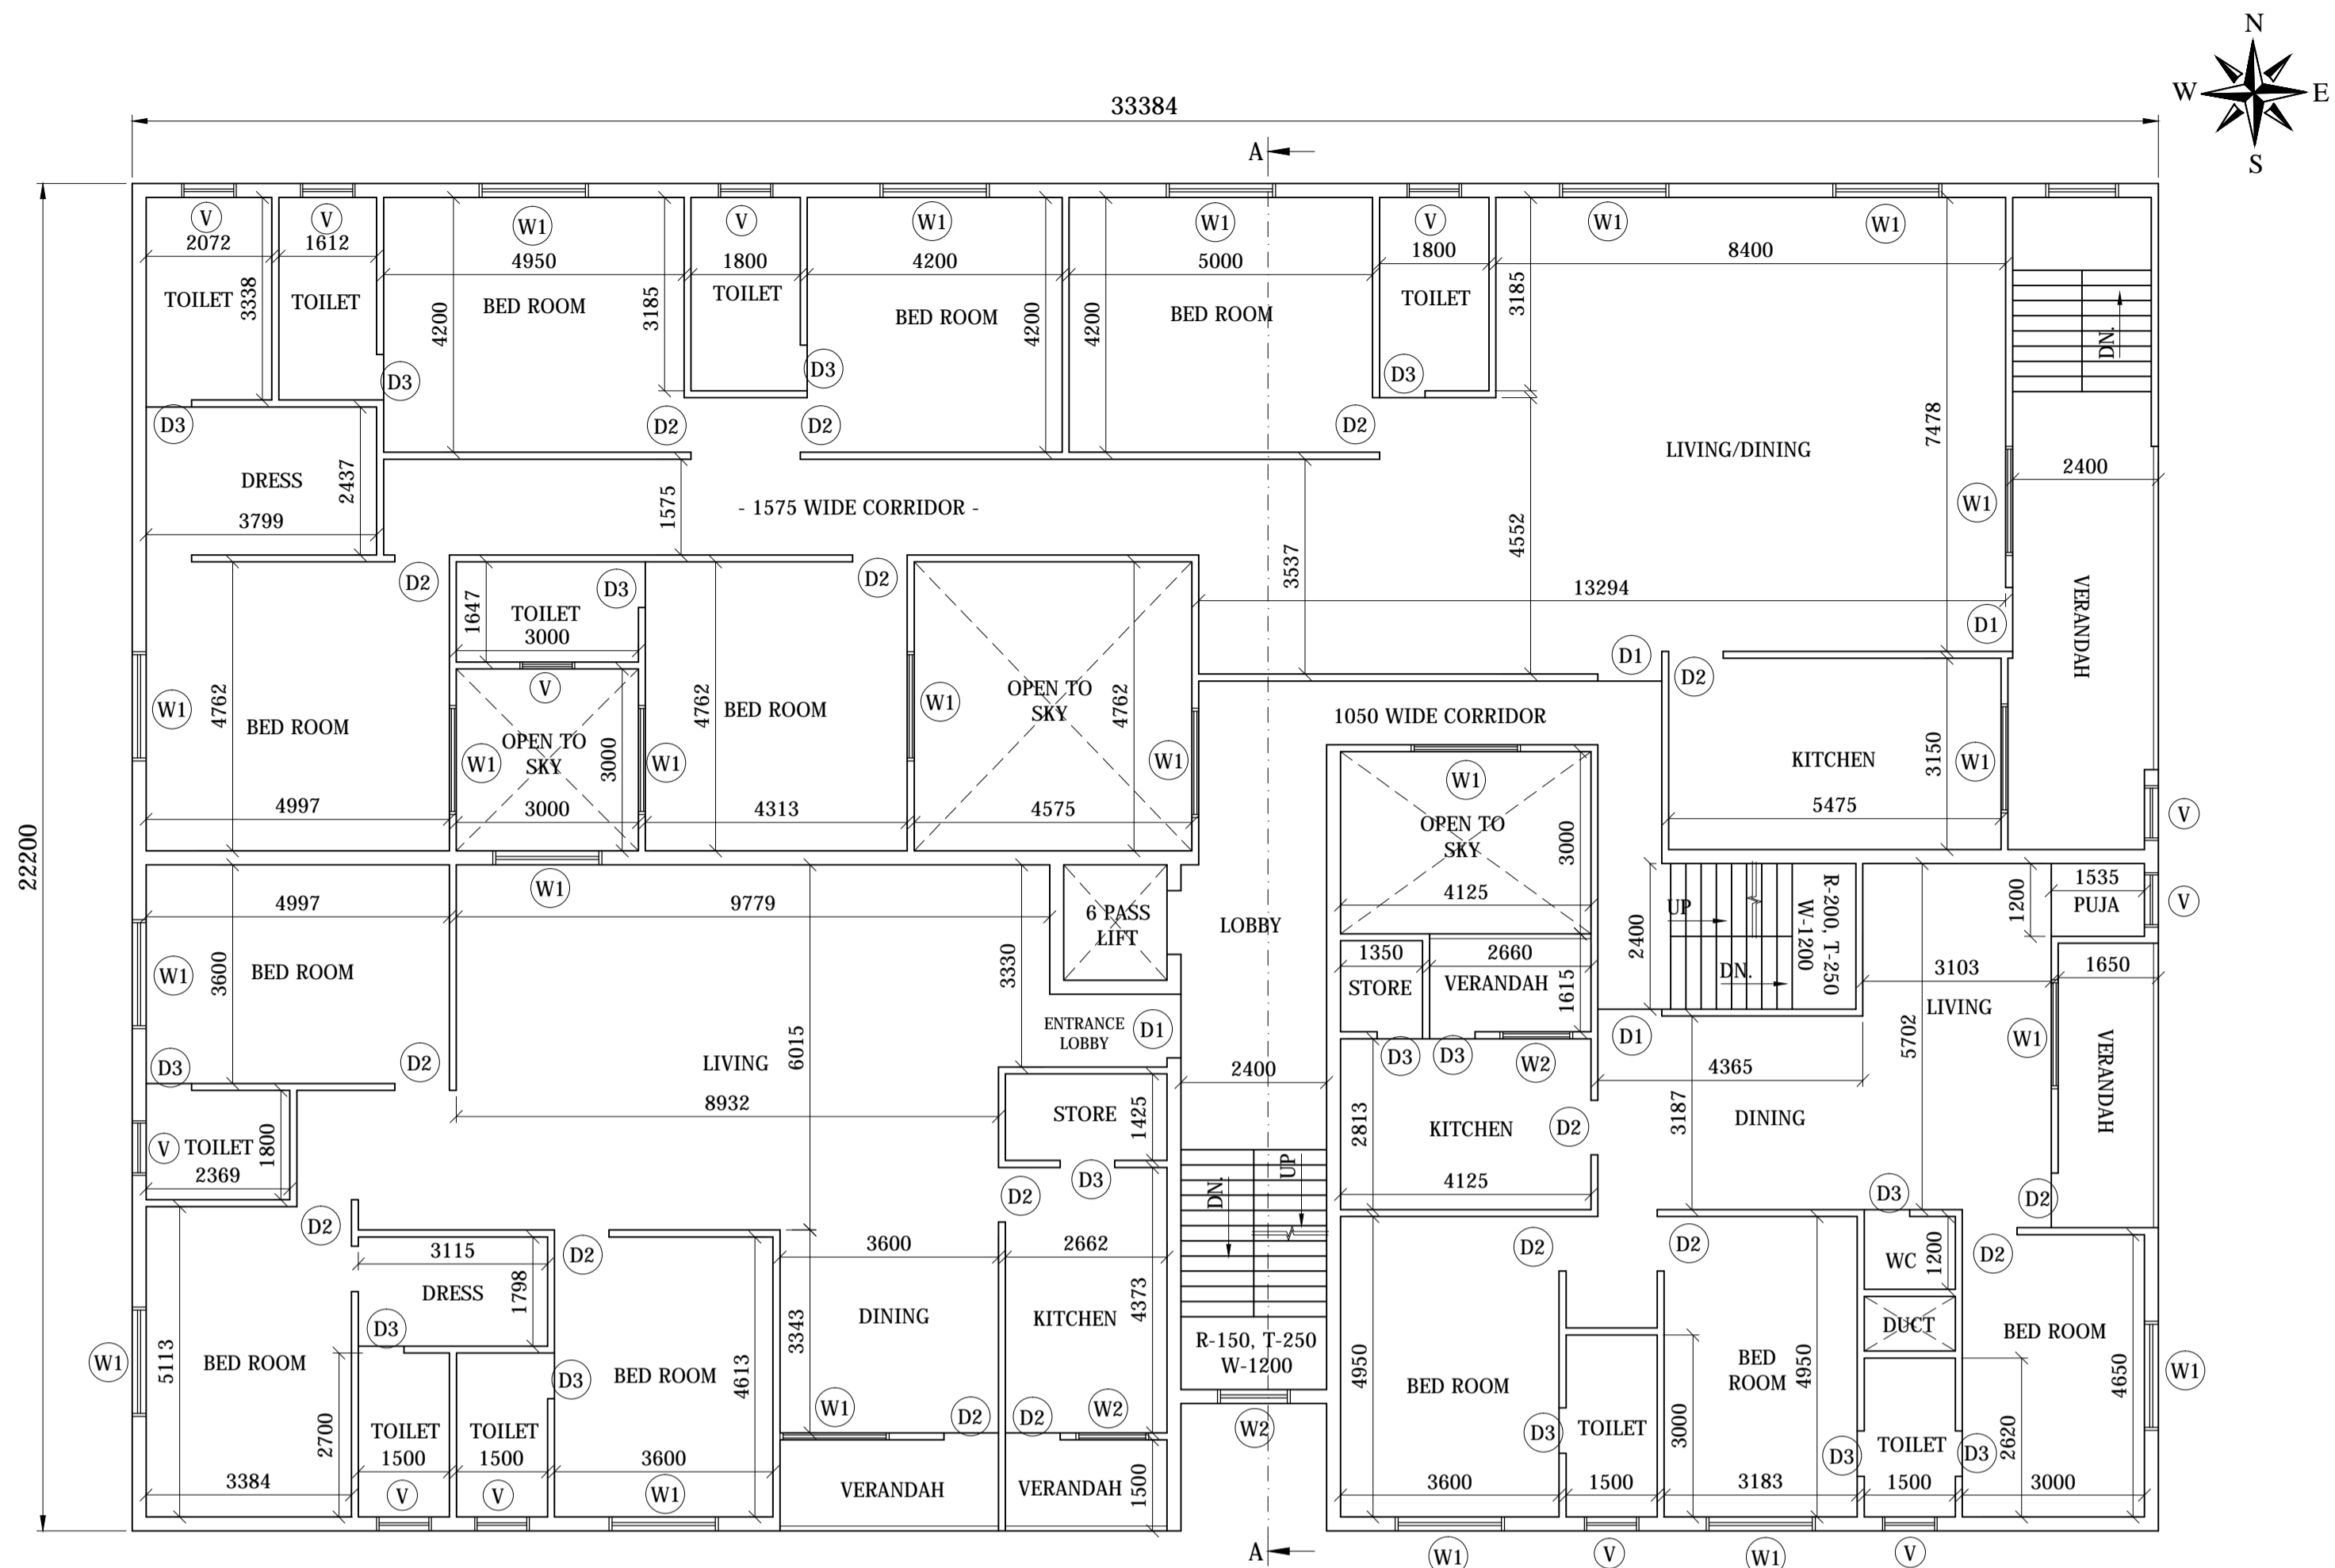 N
W E
S
33384
A
22200
V
2072
TOILET
3338
V
1612
TOILET
W1
4950
BED ROOM
4200
3185
V
1800
TOILET
W1
4200
BED ROOM
4200
W1
5000
BED ROOM
4200
V
1800
TOILET
3185
W1
W1
8400
LIVING/DINING
7478
DN.
D3
D3
D3
D3
D2
D2
D2
DRESS
2437
3799
1575
- 1575 WIDE CORRIDOR -
3537
4552
13294
W1
2400
VERANDAH
D1
D1
D2
D2
D3
D2
1647
TOILET
3000
V
W1
4762
BED ROOM
4997
W1
OPEN TO
SKY
3000
3000
W1
4762
BED ROOM
4313
W1
OPEN TO
SKY
4762
4575
W1
1050 WIDE CORRIDOR
W1
OPEN TO
SKY
3000
4125
KITCHEN
3150
5475
W1
V
W1
4997
3600
BED ROOM
W1
D3
D2
9779
LIVING
6015
8932
3330
6 PASS
LIFT
ENTRANCE
LOBBY
D1
LOBBY
2400
1350
STORE
2660
VERANDAH
1615
2400
UP
DN.
R-200, T-250
W-1200
1200
1535
PUJA
V
3103
LIVING
5702
1650
VERANDAH
W1
D3
D3
W2
D1
4365
3187
DINING
2813
KITCHEN
4125
D2
STORE
1425
D3
D2
V
TOILET
2369
1800
D2
D3
D2
3115
DRESS
1798
D2
3600
2662
DN.
UP
D2
D2
WC
1200
D2
DUCT
W1
5113
BED ROOM
3384
D3
2700
TOILET
1500
V
TOILET
1500
V
D3
BED ROOM
4613
3600
W1
DINING
3343
W1
D2
VERANDAH
KITCHEN
4373
D2
W2
VERANDAH
1500
R-150, T-250
W-1200
W2
4950
BED ROOM
3600
D3
TOILET
1500
3000
BED
ROOM
4950
3183
D3
TOILET
1500
D3
2620
BED ROOM
4650
3000
W1
A
W1
V
W1
V